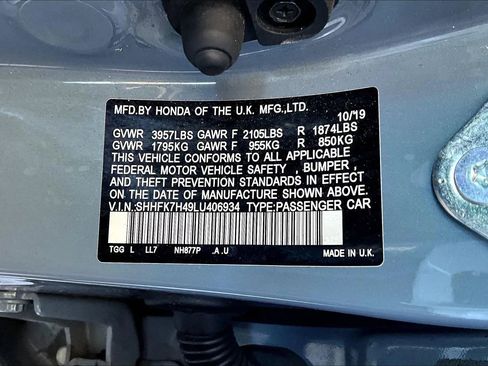 MFD.BY HONDA OF THE U.K. MFG.,LTD.
10/19
GVWR 3957LBS GAWR F 2105LBS R 1874LBS
GVWR 1795KG GAWR F 955KG R 850KG
THIS VEHICLE CONFORMS TO ALL APPLICABLE
FEDERAL MOTOR VEHICLE SAFETY , BUMPER ,
AND THEFT PREVENTION STANDARDS IN EFFECT
ON THE DATE OF MANUFACTURE SHOWN ABOVE.
V.I.N.:SHHFK7H49LU406934 TYPE:PASSENGER CAR
TGG L LL7 NH877P .A .U MADE IN U.K.